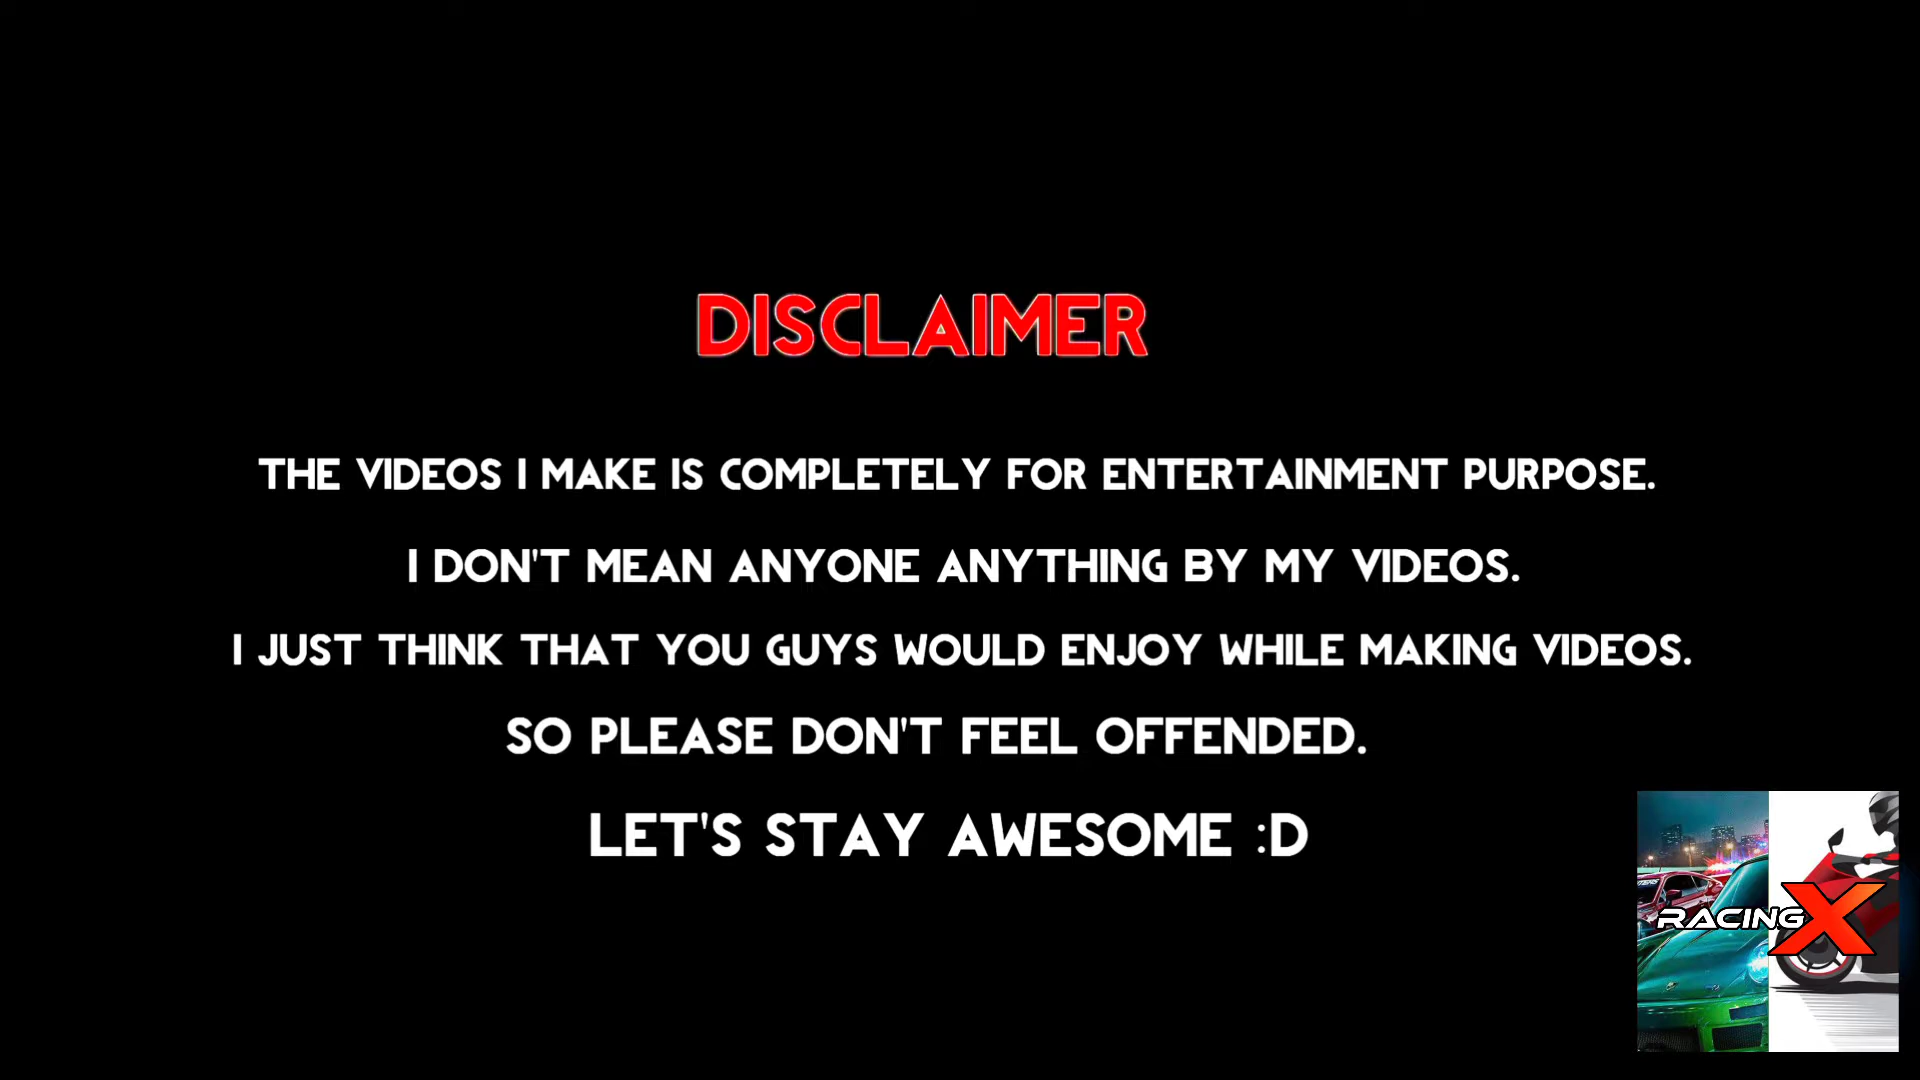 DISCLAIMER
THE VIDEOS I MAKE IS COMPLETELY FOR ENTERTAINMENT PURPOSE.
I DON'T MEAN ANYONE ANYTHING BY MY VIDEOS.
I JUST THINK THAT YOU GUYS WOULD ENJOY WHILE MAKING VIDEOS.
SO PLEASE DON'T FEEL OFFENDED.
LET'S STAY AWESOME :D
RACING X